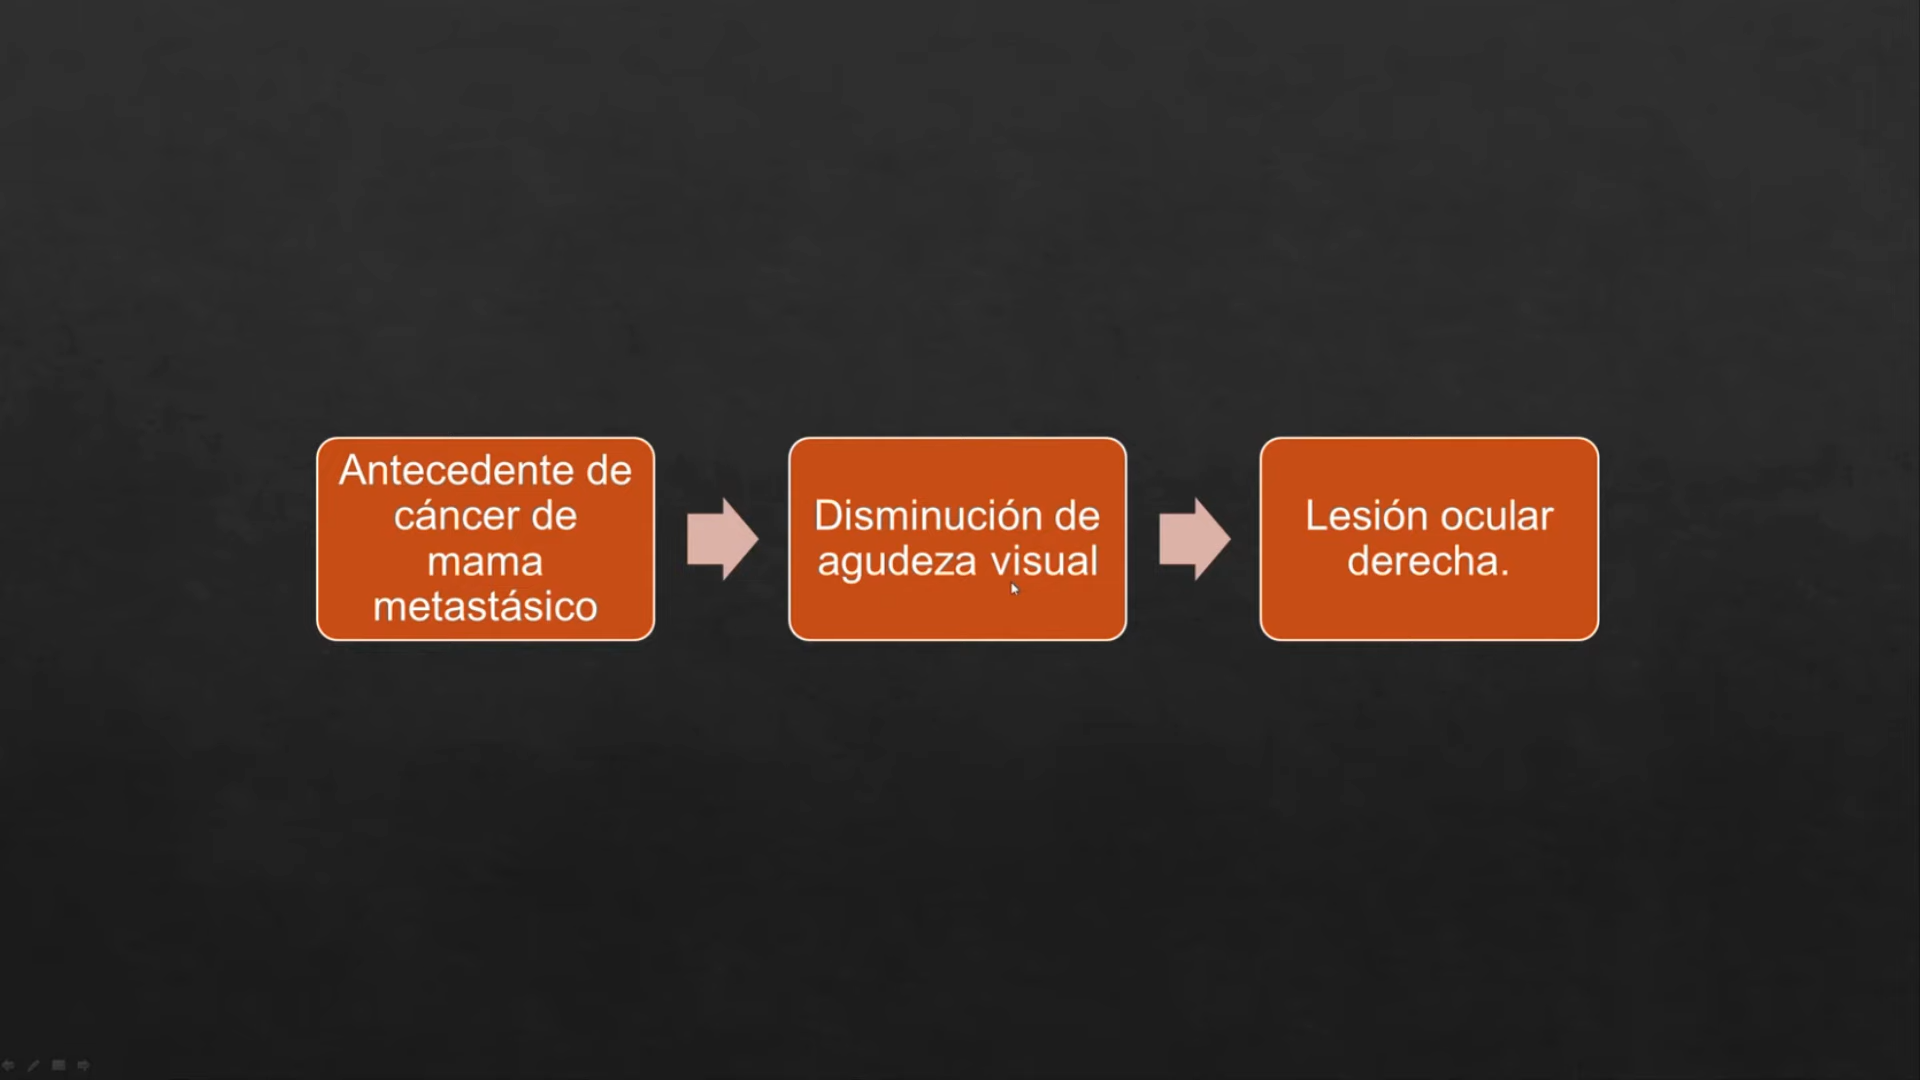 Antecedente de
cáncer de
mama
metastásico
Disminución de
agudeza visual
Lesión ocular
derecha.